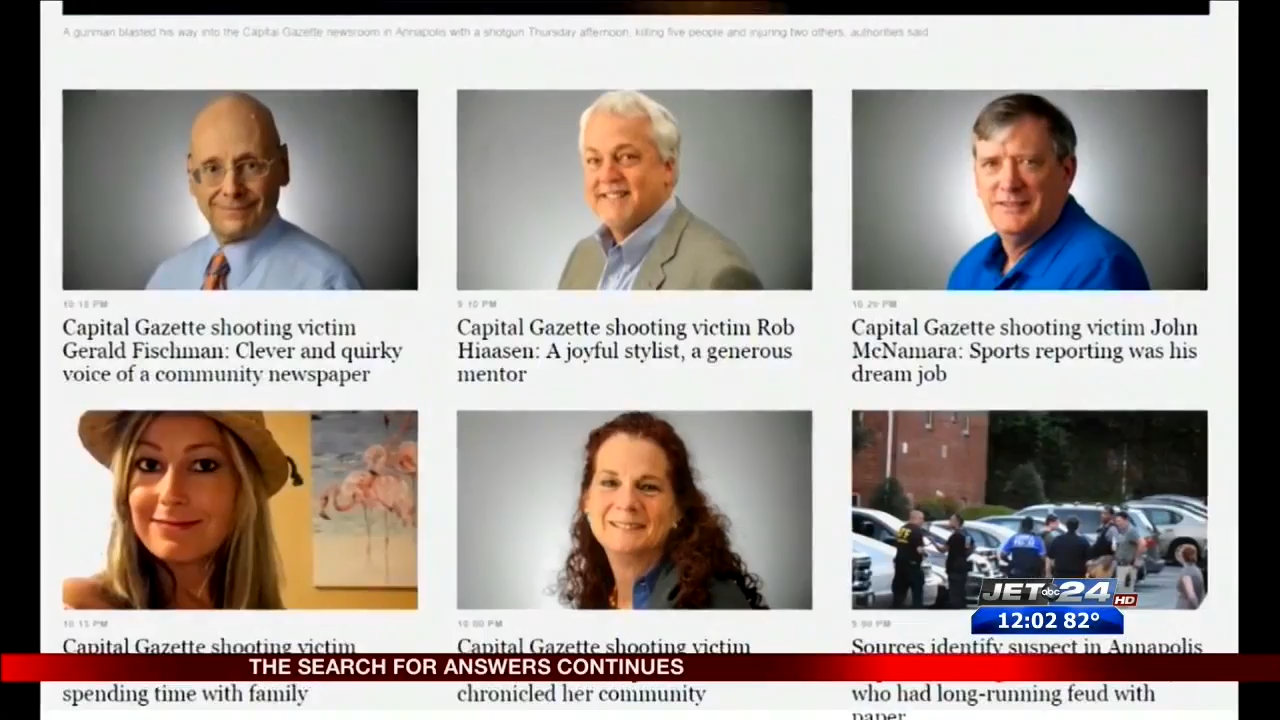 A gunman blasted his way into the Capital Gazette newsroom in Annapolis with a shotgun Thursday afternoon, killing five people and injuring two others, authorities said
10:18 PM
Capital Gazette shooting victim
Gerald Fischman: Clever and quirky
voice of a community newspaper
9:10 PM
Capital Gazette shooting victim Rob
Hiaasen: A joyful stylist, a generous
mentor
10:29 PM
Capital Gazette shooting victim John
McNamara: Sports reporting was his
dream job
10:15 PM
Capital Gazette shooting victim
spending time with family
10:00 PM
Capital Gazette shooting victim
chronicled her community
9:00 PM
Sources identify suspect in Annapolis
who had long-running feud with
paper
JET abc 24 HD
12:02 82°
THE SEARCH FOR ANSWERS CONTINUES